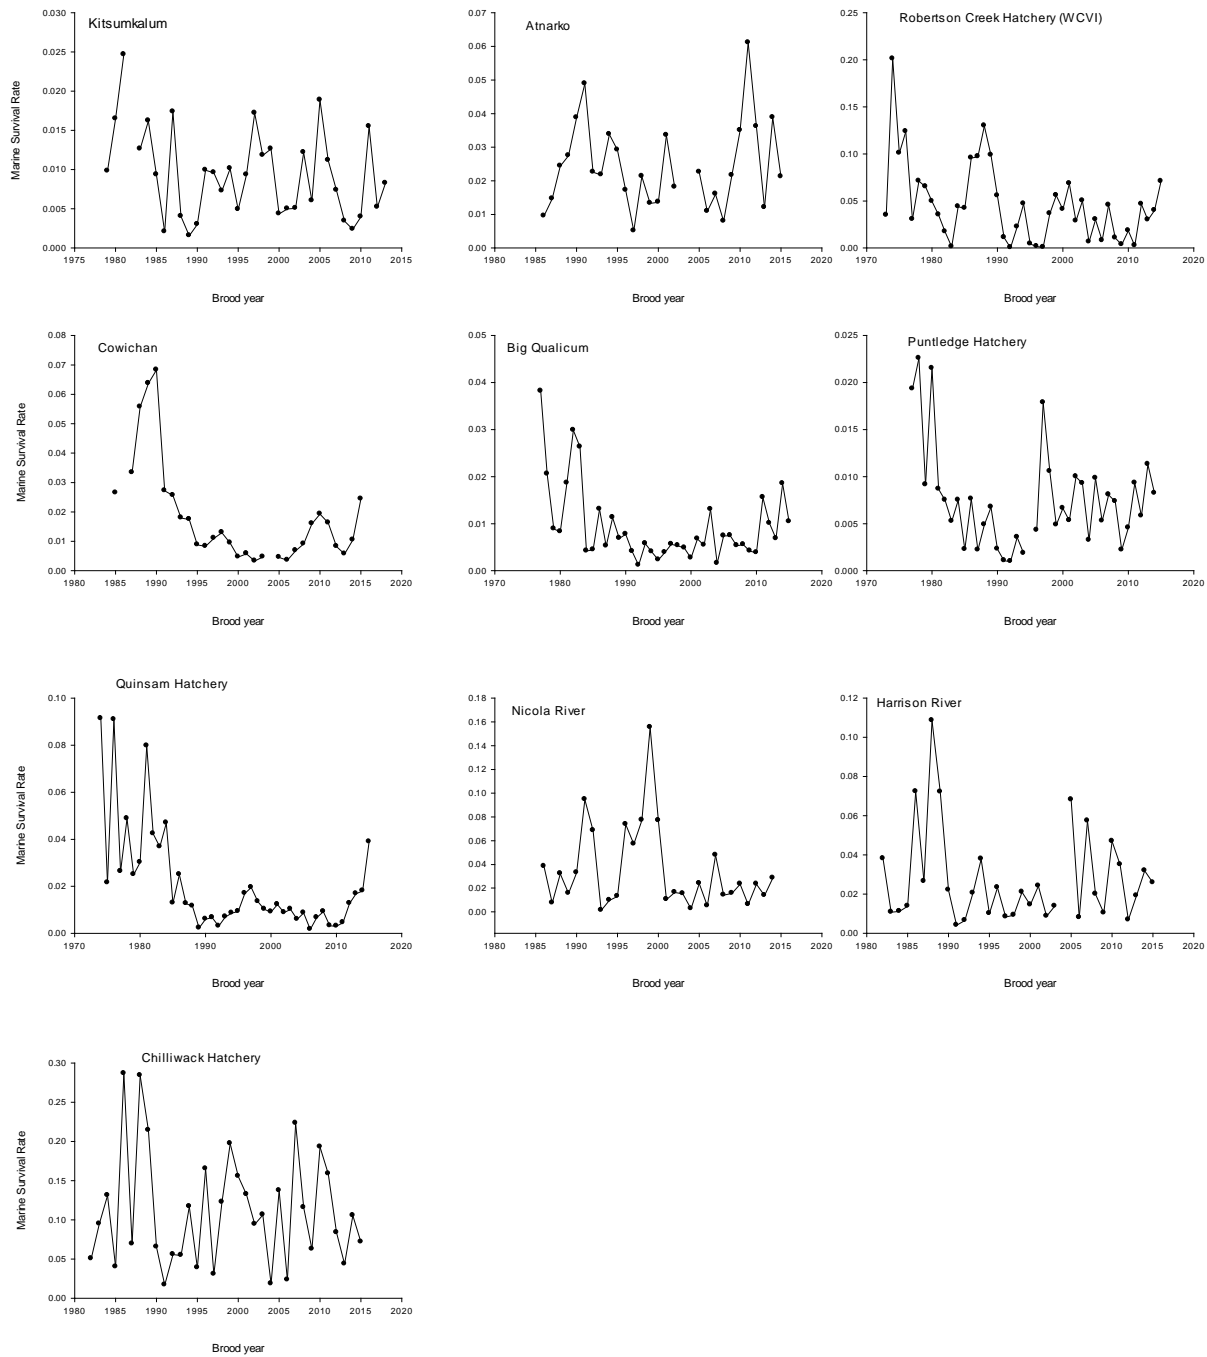 Kitsumkalum
Marine Survival Rate
0.030
0.025
0.020
0.015
0.010
0.005
0.000
1975 1980 1985 1990 1995 2000 2005 2010 2015
Brood year
Atnarko
0.07
0.06
0.05
0.04
0.03
0.02
0.01
0.00
1980 1985 1990 1995 2000 2005 2010 2015 2020
Brood year
Robertson Creek Hatchery (WCVI)
0.25
0.20
0.15
0.10
0.05
0.00
1970 1980 1990 2000 2010 2020
Brood year
Cowichan
Marine Survival Rate
0.08
0.07
0.06
0.05
0.04
0.03
0.02
0.01
0.00
1980 1985 1990 1995 2000 2005 2010 2015 2020
Brood year
Big Qualicum
0.05
0.04
0.03
0.02
0.01
0.00
1970 1980 1990 2000 2010 2020
Brood year
Puntledge Hatchery
0.025
0.020
0.015
0.010
0.005
0.000
1970 1980 1990 2000 2010 2020
Brood year
Quinsam Hatchery
Marine Survival Rate
0.10
0.08
0.06
0.04
0.02
0.00
1970 1980 1990 2000 2010 2020
Brood year
Nicola River
0.18
0.16
0.14
0.12
0.10
0.08
0.06
0.04
0.02
0.00
1980 1985 1990 1995 2000 2005 2010 2015 2020
Brood year
Harrison River
0.12
0.10
0.08
0.06
0.04
0.02
0.00
1980 1985 1990 1995 2000 2005 2010 2015 2020
Brood year
Chilliwack Hatchery
Marine Survival Rate
0.30
0.25
0.20
0.15
0.10
0.05
0.00
1980 1985 1990 1995 2000 2005 2010 2015 2020
Brood year